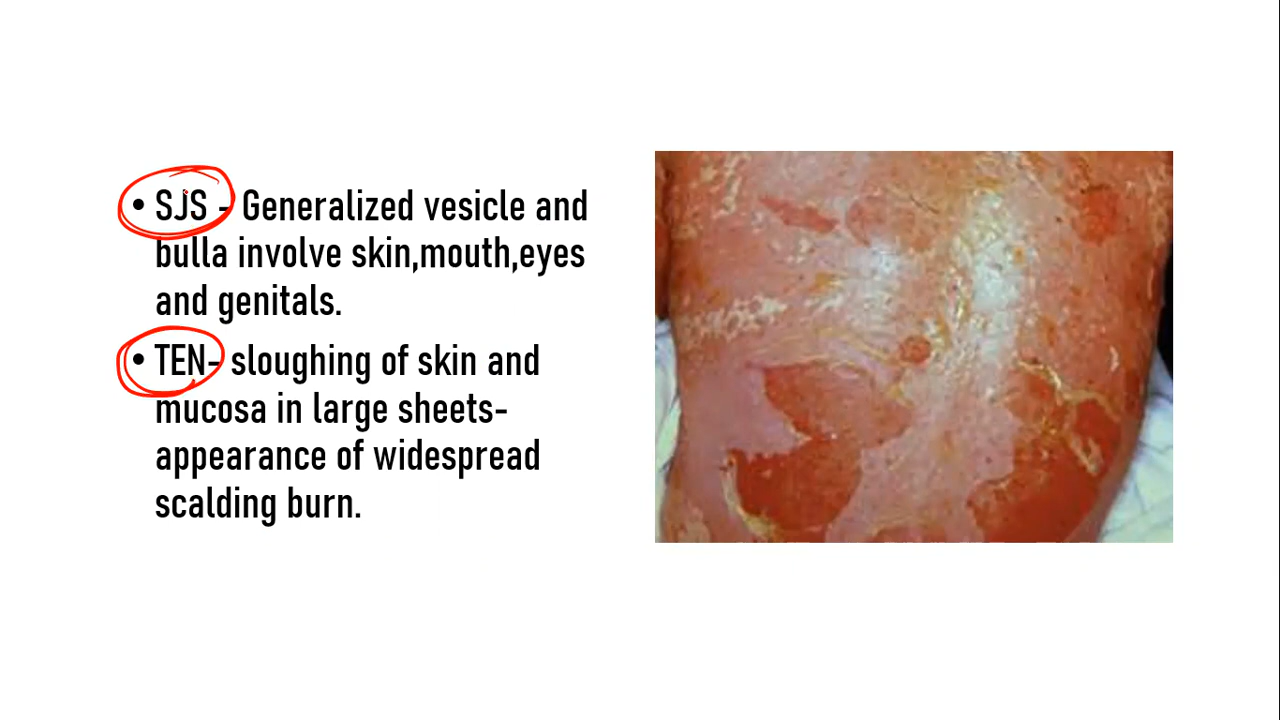 • SJS - Generalized vesicle and
bulla involve skin,mouth,eyes
and genitals.
• TEN- sloughing of skin and
mucosa in large sheets-
appearance of widespread
scalding burn.